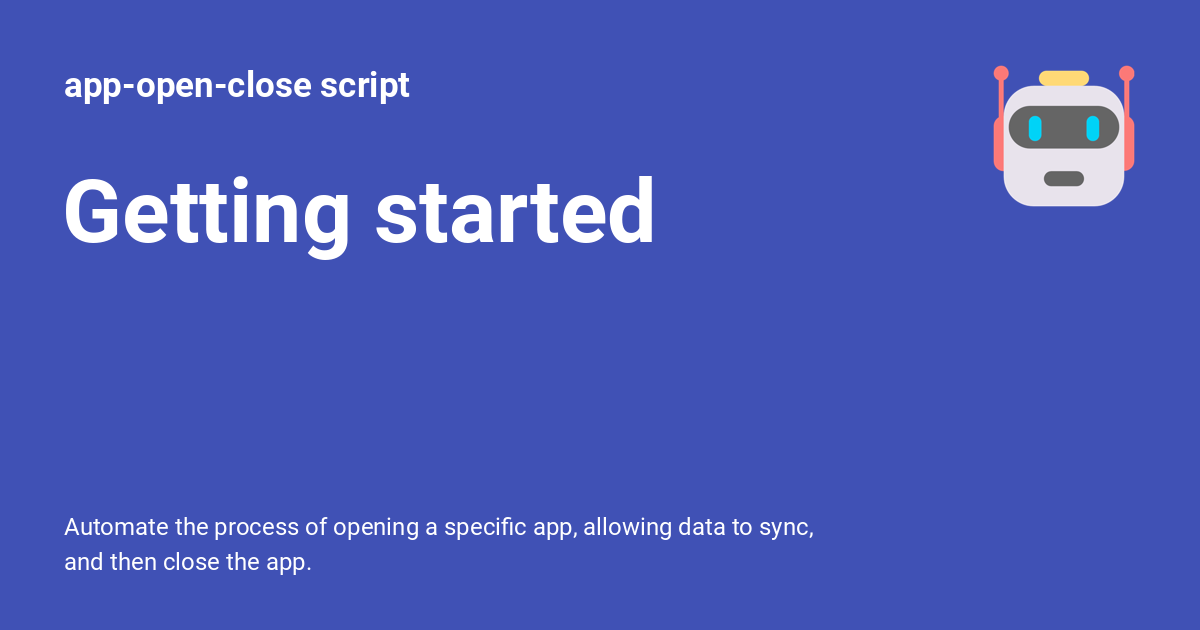 app-open-close script
Getting started
Automate the process of opening a specific app, allowing data to sync,
and then close the app.